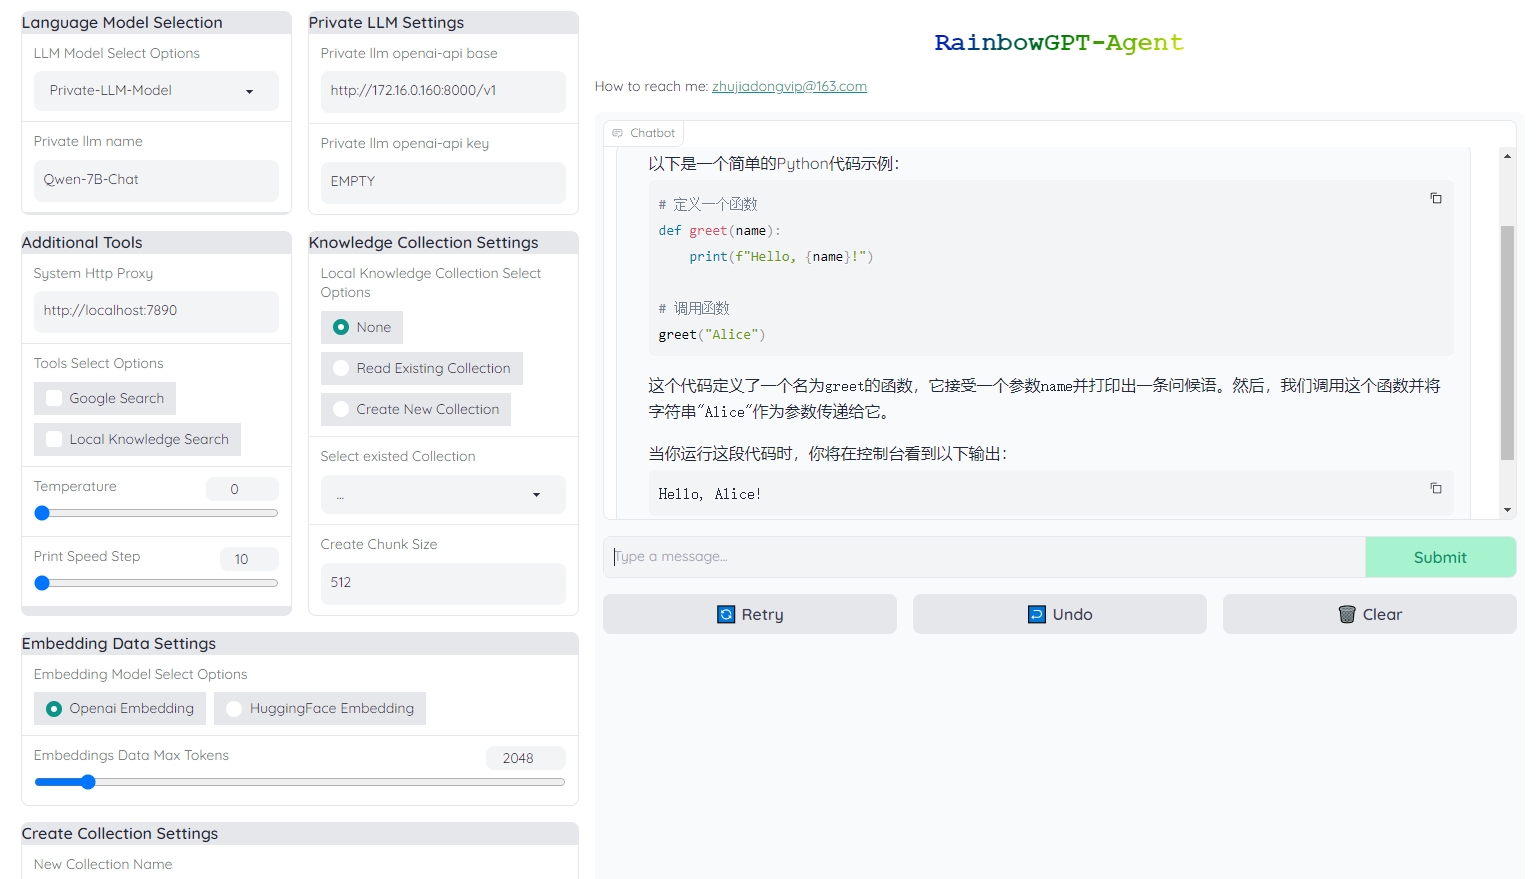 Language Model Selection
LLM Model Select Options
Private-LLM-Model
Private llm name
Qwen-7B-Chat
Private LLM Settings
Private llm openai-api base
http://172.16.0.160:8000/v1
Private llm openai-api key
EMPTY
Additional Tools
System Http Proxy
http://localhost:7890
Tools Select Options
Google Search
Local Knowledge Search
Temperature
0
Print Speed Step
10
Knowledge Collection Settings
Local Knowledge Collection Select
Options
None
Read Existing Collection
Create New Collection
Select existed Collection
...
Create Chunk Size
512
Embedding Data Settings
Embedding Model Select Options
Openai Embedding
HuggingFace Embedding
Embeddings Data Max Tokens
2048
Create Collection Settings
New Collection Name
RainbowGPT-Agent
How to reach me: zhujiadongvip@163.com
Chatbot
以下是一个简单的Python代码示例：
# 定义一个函数
def greet(name):
    print(f"Hello, {name}!")
# 调用函数
greet("Alice")
这个代码定义了一个名为greet的函数，它接受一个参数name并打印出一条问候语。然后，我们调用这个函数并将
字符串"Alice"作为参数传递给它。
当你运行这段代码时，你将在控制台看到以下输出：
Hello, Alice!
Type a message...
Submit
Retry
Undo
Clear